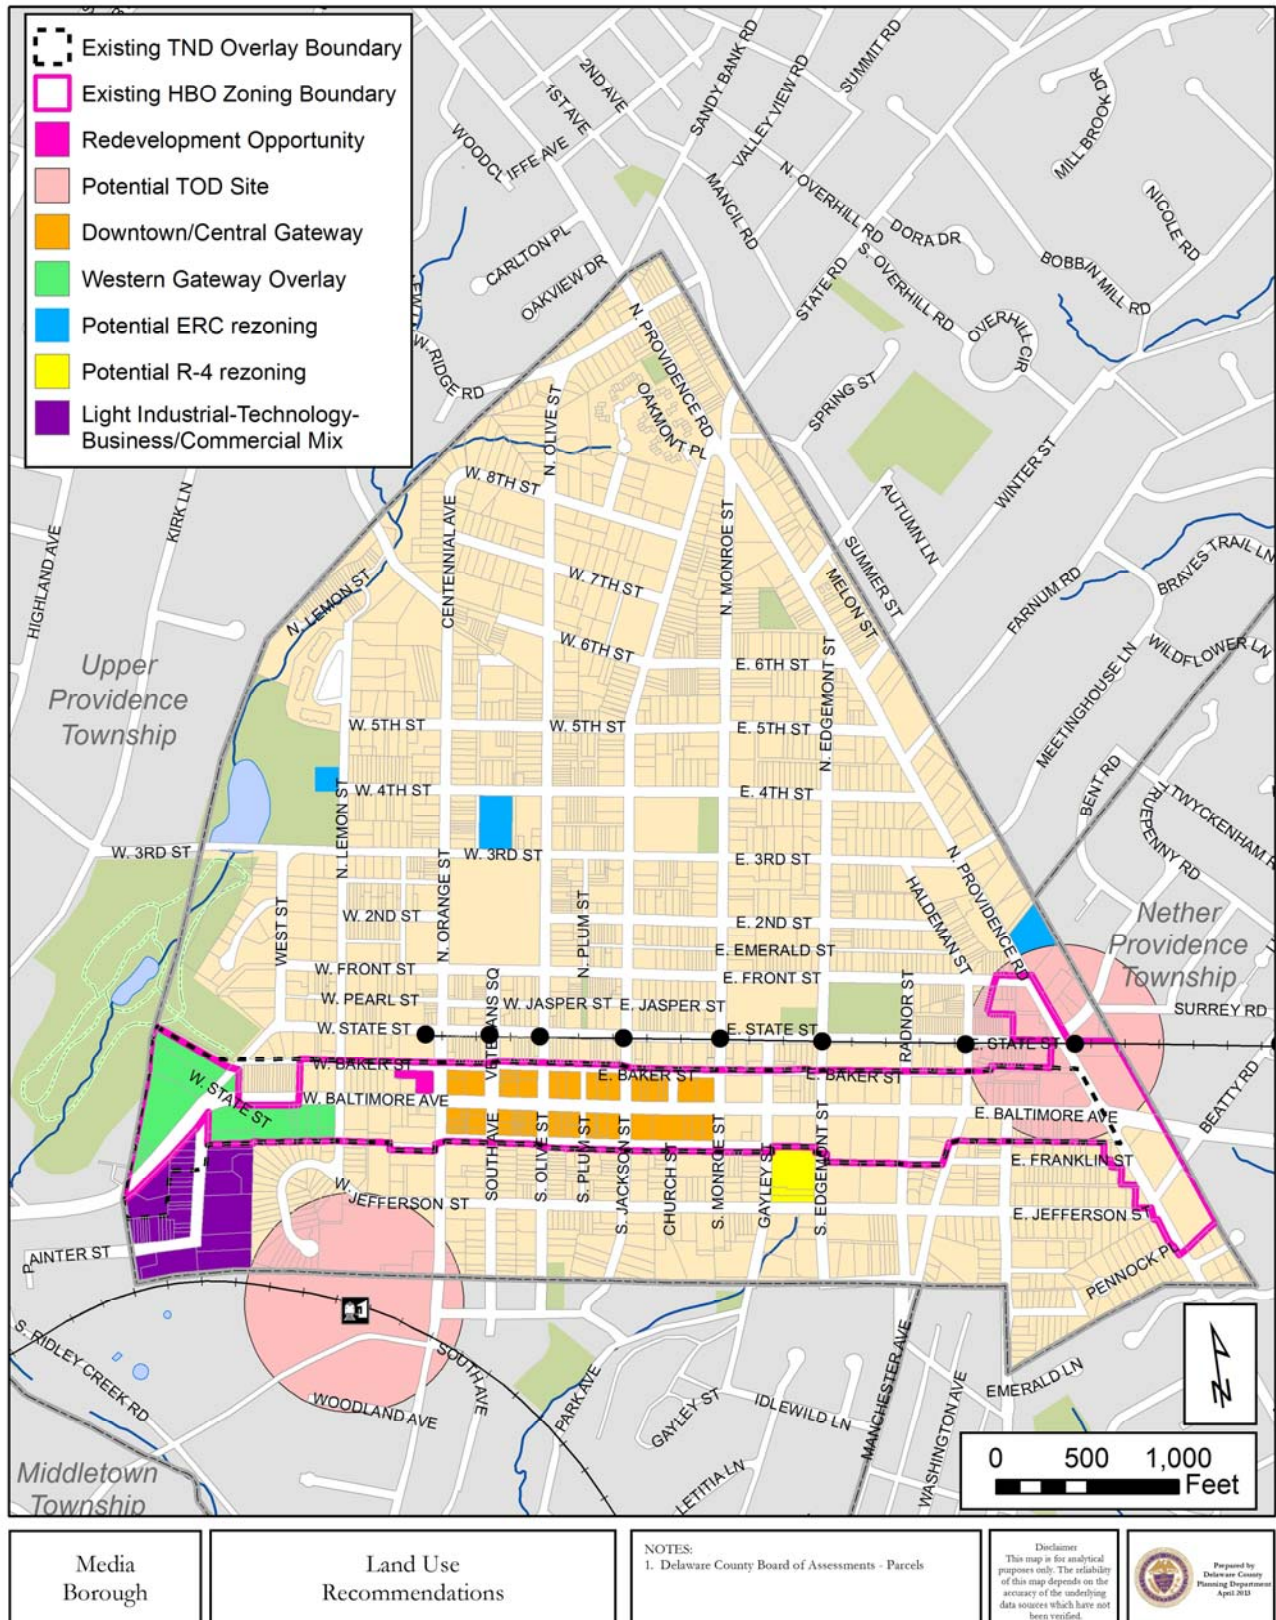 Existing TND Overlay Boundary
Existing HBO Zoning Boundary
Redevelopment Opportunity
Potential TOD Site
Downtown/Central Gateway
Western Gateway Overlay
Potential ERC rezoning
Potential R-4 rezoning
Light Industrial-Technology-
Business/Commercial Mix
2ND AVE
1ST AVE
WOODCLIFFE AVE
SANDY BANK RD
VALLEY VIEW RD
SUMMIT RD
MILL BROOK DR
NICOLE RD
N. OVERHILL RD
MANCIL RD
DORA DR
S. OVERHILL RD
BOBBIN MILL RD
CARLTON PL
OAKVIEW DR
STATE RD
OVERHILL CIR
W. RIDGE RD
N. PROVIDENCE RD
SPRING ST
OAKMONT PL
N. OLIVE ST
WINTER ST
W. 8TH ST
AUTUMN LN
KIRK LN
HIGHLAND AVE
CENTENNIAL AVE
N. MONROE ST
SUMMER ST
BRAVES TRAIL LN
FARNUM RD
N. LEMON ST
W. 7TH ST
MELON ST
WILDFLOWER LN
W. 6TH ST
E. 6TH ST
N. EDGEMONT ST
MEETINGHOUSE LN
Upper
Providence
Township
W. 5TH ST
W. 5TH ST
E. 5TH ST
BENT RD
W. 4TH ST
E. 4TH ST
TRUEPENNY RD
N. LEMON ST
W. 3RD ST
W. 3RD ST
E. 3RD ST
N. PROVIDENCE RD
N. ORANGE ST
HALDEMAN ST
W. 2ND ST
N. PLUM ST
E. 2ND ST
Nether
Providence
Township
WEST ST
E. EMERALD ST
W. FRONT ST
E. FRONT ST
W. PEARL ST
VETERANS SQ
W. JASPER ST
E. JASPER ST
RADNOR ST
SURREY RD
W. STATE ST
E. STATE ST
E. STATE ST
W. BAKER ST
E. BAKER ST
E. BAKER ST
W. STATE ST
W. BALTIMORE AVE
E. BALTIMORE AVE
BEATTY RD
SOUTH AVE
S. OLIVE ST
S. PLUM ST
S. JACKSON ST
CHURCH ST
S. MONROE ST
GAYLEY ST
S. EDGEMONT ST
E. FRANKLIN ST
W. JEFFERSON ST
E. JEFFERSON ST
PAINTER ST
PENNOCK PL
S. RIDLEY CREEK RD
SOUTH AVE
WOODLAND AVE
PARK AVE
GAYLEY ST
IDLEWILD LN
MANCHESTER AVE
WASHINGTON AVE
EMERALD LN
LETITIA LN
Middletown
Township
N
0 500 1,000
Feet
Media
Borough
Land Use
Recommendations
NOTES:
1. Delaware County Board of Assessments - Parcels
Disclaimer
This map is for analytical
purposes only. The reliability
of this map depends on the
accuracy of the underlying
data sources which have not
been verified.
Prepared by
Delaware County
Planning Department
April 2013